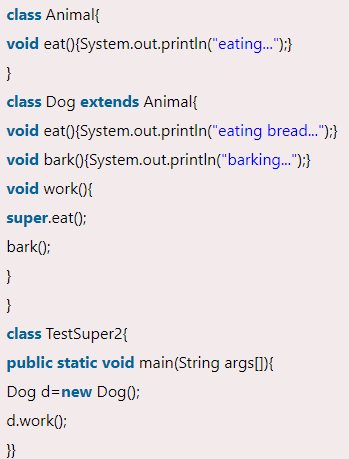 class Animal{
void eat(){System.out.println("eating...");}
}
class Dog extends Animal{
void eat(){System.out.println("eating bread...");}
void bark(){System.out.println("barking...");}
void work(){
super.eat();
bark();
}
}
class TestSuper2{
public static void main(String args[]){
Dog d=new Dog();
d.work();
}}